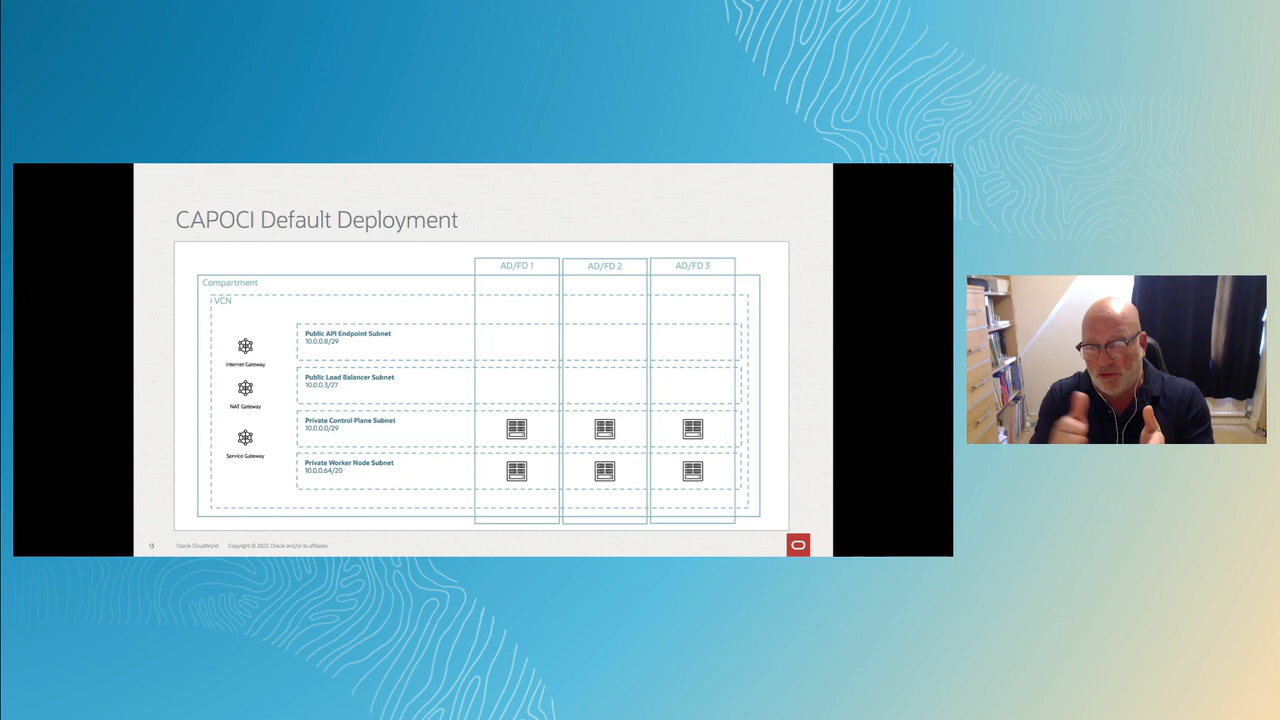 CAPOCI Default Deployment
AD/FD 1
AD/FD 2
AD/FD 3
Compartment
VCN
Public API Endpoint Subnet
10.0.0.8/29
Internet Gateway
Public Load Balancer Subnet
10.0.0.3/27
NAT Gateway
Private Control Plane Subnet
10.0.0.0/29
Service Gateway
Private Worker Node Subnet
10.0.0.64/20
13
Oracle CloudWorld
Copyright © 2022, Oracle and/or its affiliates